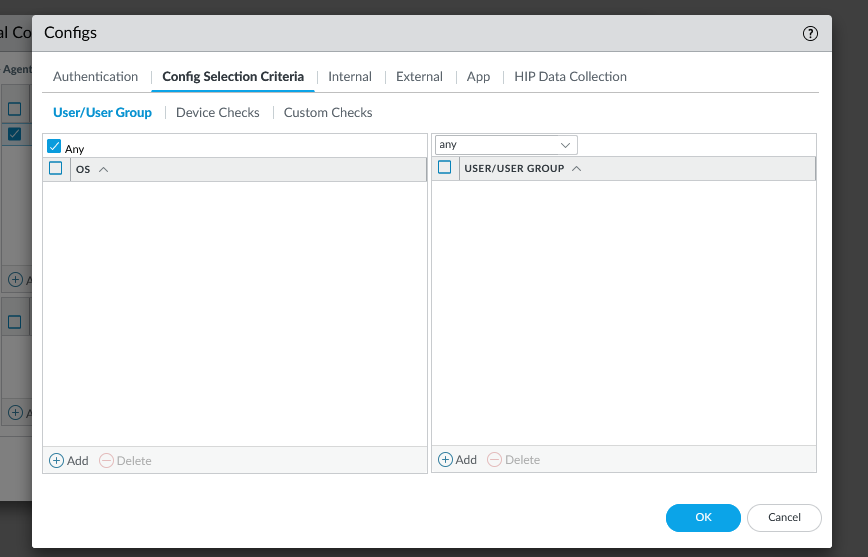 al Co
Configs
?
Agent
Authentication Config Selection Criteria Internal External App HIP Data Collection
User/User Group Device Checks Custom Checks
Any
any
OS
USER/USER GROUP
A
A
Add Delete
Add Delete
OK Cancel